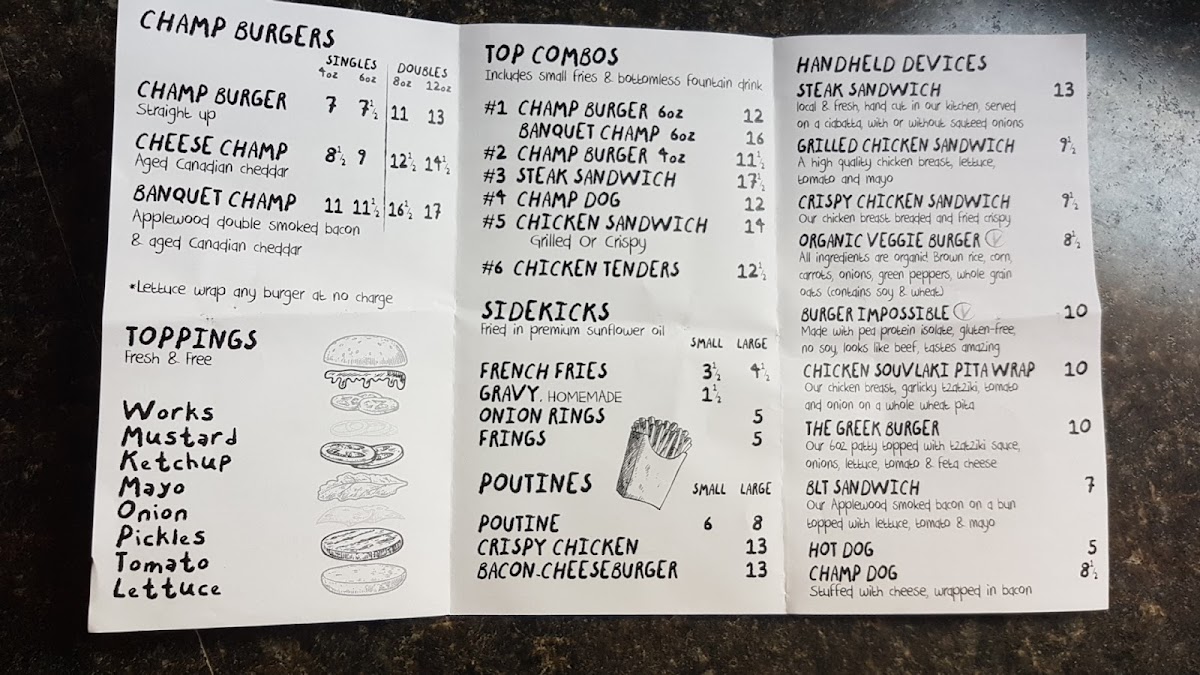 CHAMP BURGERS
SINGLES DOUBLES
4oz 6oz 8oz 12oz
CHAMP BURGER 7 7½ 11 13
Straight up
CHEESE CHAMP 8½ 9 12½ 14½
Aged Canadian cheddar
BANQUET CHAMP 11 11½ 16½ 17
Applewood double smoked bacon
& aged Canadian cheddar
*Lettuce wrap any burger at no charge
TOPPINGS
Fresh & Free
Works
Mustard
Ketchup
Mayo
Onion
Pickles
Tomato
Lettuce
TOP COMBOS
Includes small fries & bottomless fountain drink
#1 CHAMP BURGER 6oz 12
BANQUET CHAMP 6oz 16
#2 CHAMP BURGER 4oz 11½
#3 STEAK SANDWICH 17½
#4 CHAMP DOG 12
#5 CHICKEN SANDWICH 14
Grilled Or Crispy
#6 CHICKEN TENDERS 12½
SIDEKICKS
Fried in premium sunflower oil
SMALL LARGE
FRENCH FRIES 3½ 4½
GRAVY. HOMEMADE 1½
ONION RINGS 5
FRINGS 5
POUTINES SMALL LARGE
POUTINE 6 8
CRISPY CHICKEN 13
BACON-CHEESEBURGER 13
HANDHELD DEVICES
STEAK SANDWICH 13
local & fresh, hand cut in our kitchen, served
on a ciabatta, with or without sauteed onions
GRILLED CHICKEN SANDWICH 9½
A high quality chicken breast, lettuce,
tomato and mayo
CRISPY CHICKEN SANDWICH 9½
Our chicken breast breaded and fried crispy
ORGANIC VEGGIE BURGER V 8½
All ingredients are organic! Brown rice, corn,
carrots, onions, green peppers, whole grain
oats (contains soy & wheat)
BURGER IMPOSSIBLE V 10
Made with pea protein isolate, gluten-free,
no soy, looks like beef, tastes amazing
CHICKEN SOUVLAKI PITA WRAP 10
Our chicken breast, garlicky tzatziki, tomato
and onion on a whole wheat pita
THE GREEK BURGER 10
Our 6oz patty topped with tzatziki sauce,
onions, lettuce, tomato & feta cheese
BLT SANDWICH 7
Our Applewood smoked bacon on a bun
topped with lettuce, tomato & mayo
HOT DOG 5
CHAMP DOG 8½
Stuffed with cheese, wrapped in bacon